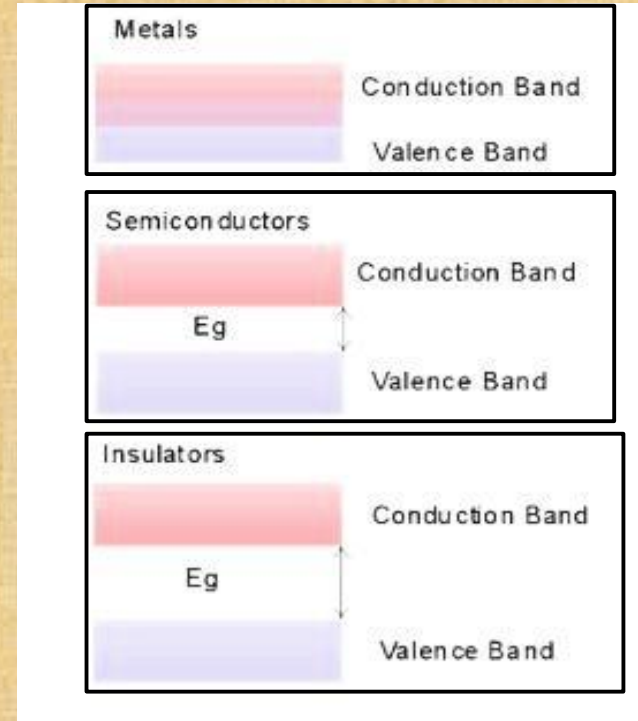 Metals
Conduction Band
Valence Band
Semiconductors
Conduction Band
Eg
Valence Band
Insulators
Conduction Band
Eg
Valence Band